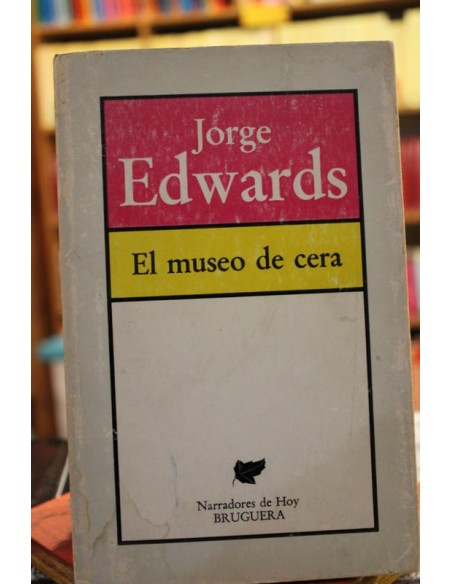 Jorge
Edwards
El museo de cera
Narradores de Hoy
BRUGUERA